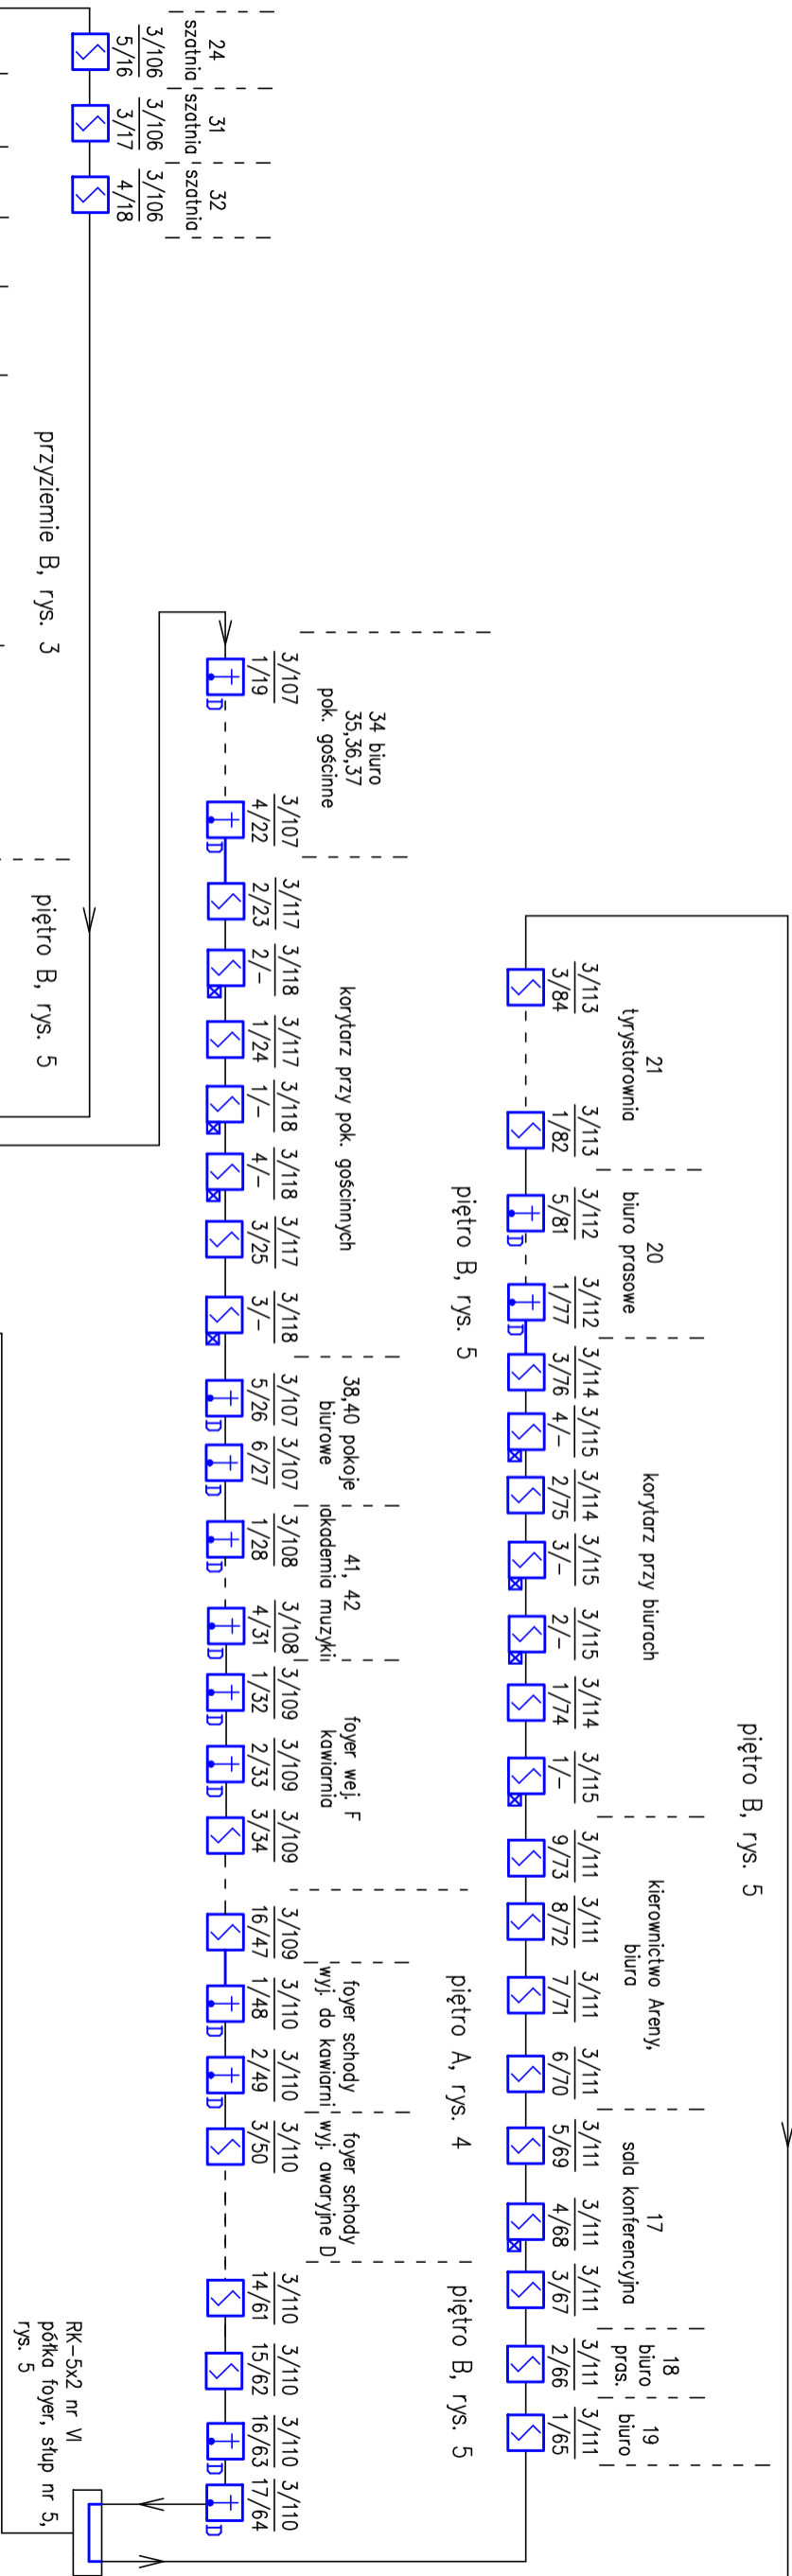 24
szatnia
31
szatnia
32
szatnia
3/106
5/16
3/106
3/17
3/106
4/18
przyziemie B, rys. 3
piętro B, rys. 5
34 biuro
35,36,37
pok. gościnne
3/107
1/19
3/107
4/22
korytarz przy pok. gościnnych
3/117
2/23
3/118
2/-
3/117
1/24
3/118
1/-
3/118
4/-
3/117
3/25
3/118
3/-
38,40 pokoje
biurowe
3/107
5/26
3/107
6/27
41, 42
akademia muzyki
3/108
1/28
3/108
4/31
foyer wej. F
kawiarnia
3/109
1/32
3/109
2/33
3/109
3/34
3/109
16/47
foyer schody
wyj. do kawiarni
3/110
1/48
3/110
2/49
foyer schody
wyj. awaryjne D
3/110
3/50
3/110
14/61
3/110
15/62
3/110
16/63
3/110
17/64
D
D
D
D
D
D
D
D
D
D
D
D
piętro B, rys. 5
piętro A, rys. 4
piętro B, rys. 5
21
tyrystorownia
3/113
3/84
3/113
1/82
20
biuro prasowe
3/112
5/81
3/112
1/77
D
D
korytarz przy biurach
3/114
3/76
3/115
4/-
3/114
2/75
3/115
3/-
3/115
2/-
3/114
1/74
3/115
1/-
kierownictwo Areny,
biura
3/111
9/73
3/111
8/72
3/111
7/71
3/111
6/70
17
sala konferencyjna
3/111
5/69
3/111
4/68
3/111
3/67
18
biuro
pras.
3/111
2/66
19
biuro
3/111
1/65
piętro B, rys. 5
RK-5x2 nr VI
półka foyer, słup nr 5,
rys. 5